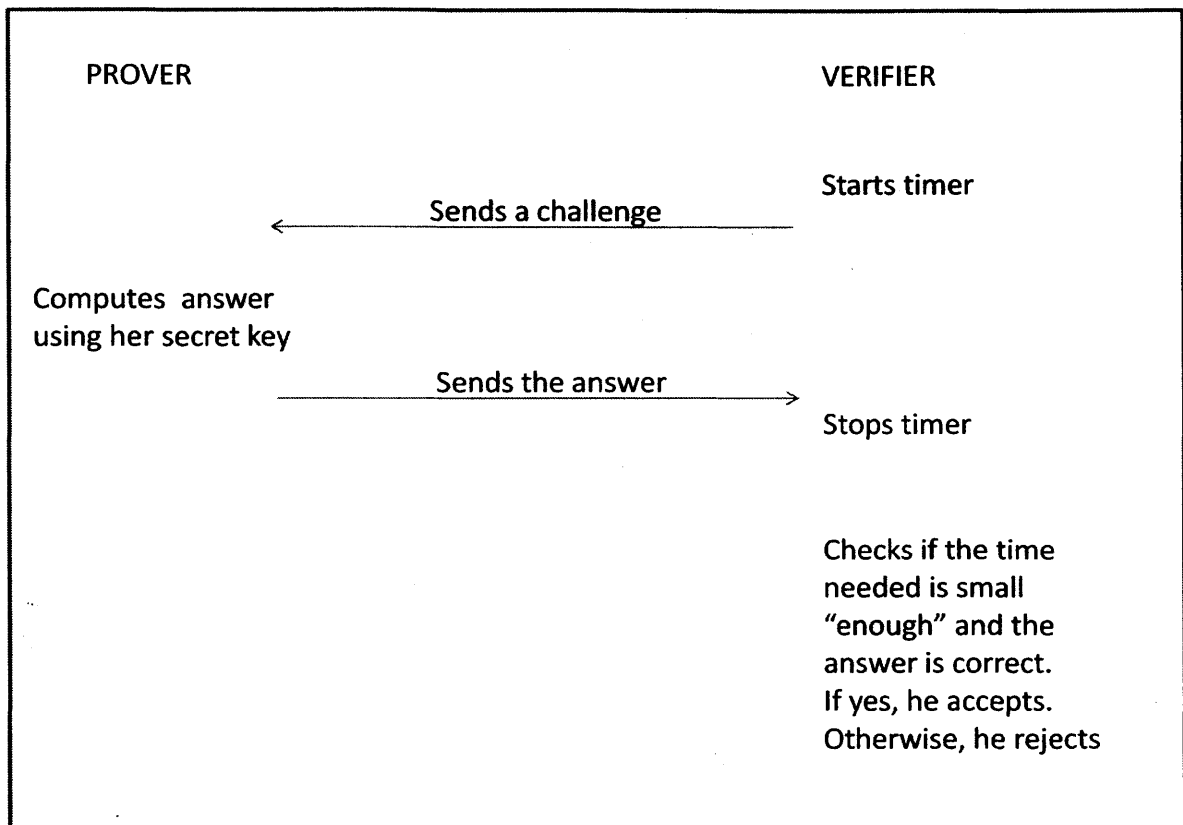 PROVER
VERIFIER
Starts timer
Sends a challenge
Computes answer
using her secret key
Sends the answer
Stops timer
Checks if the time
needed is small
“enough” and the
answer is correct.
If yes, he accepts.
Otherwise, he rejects